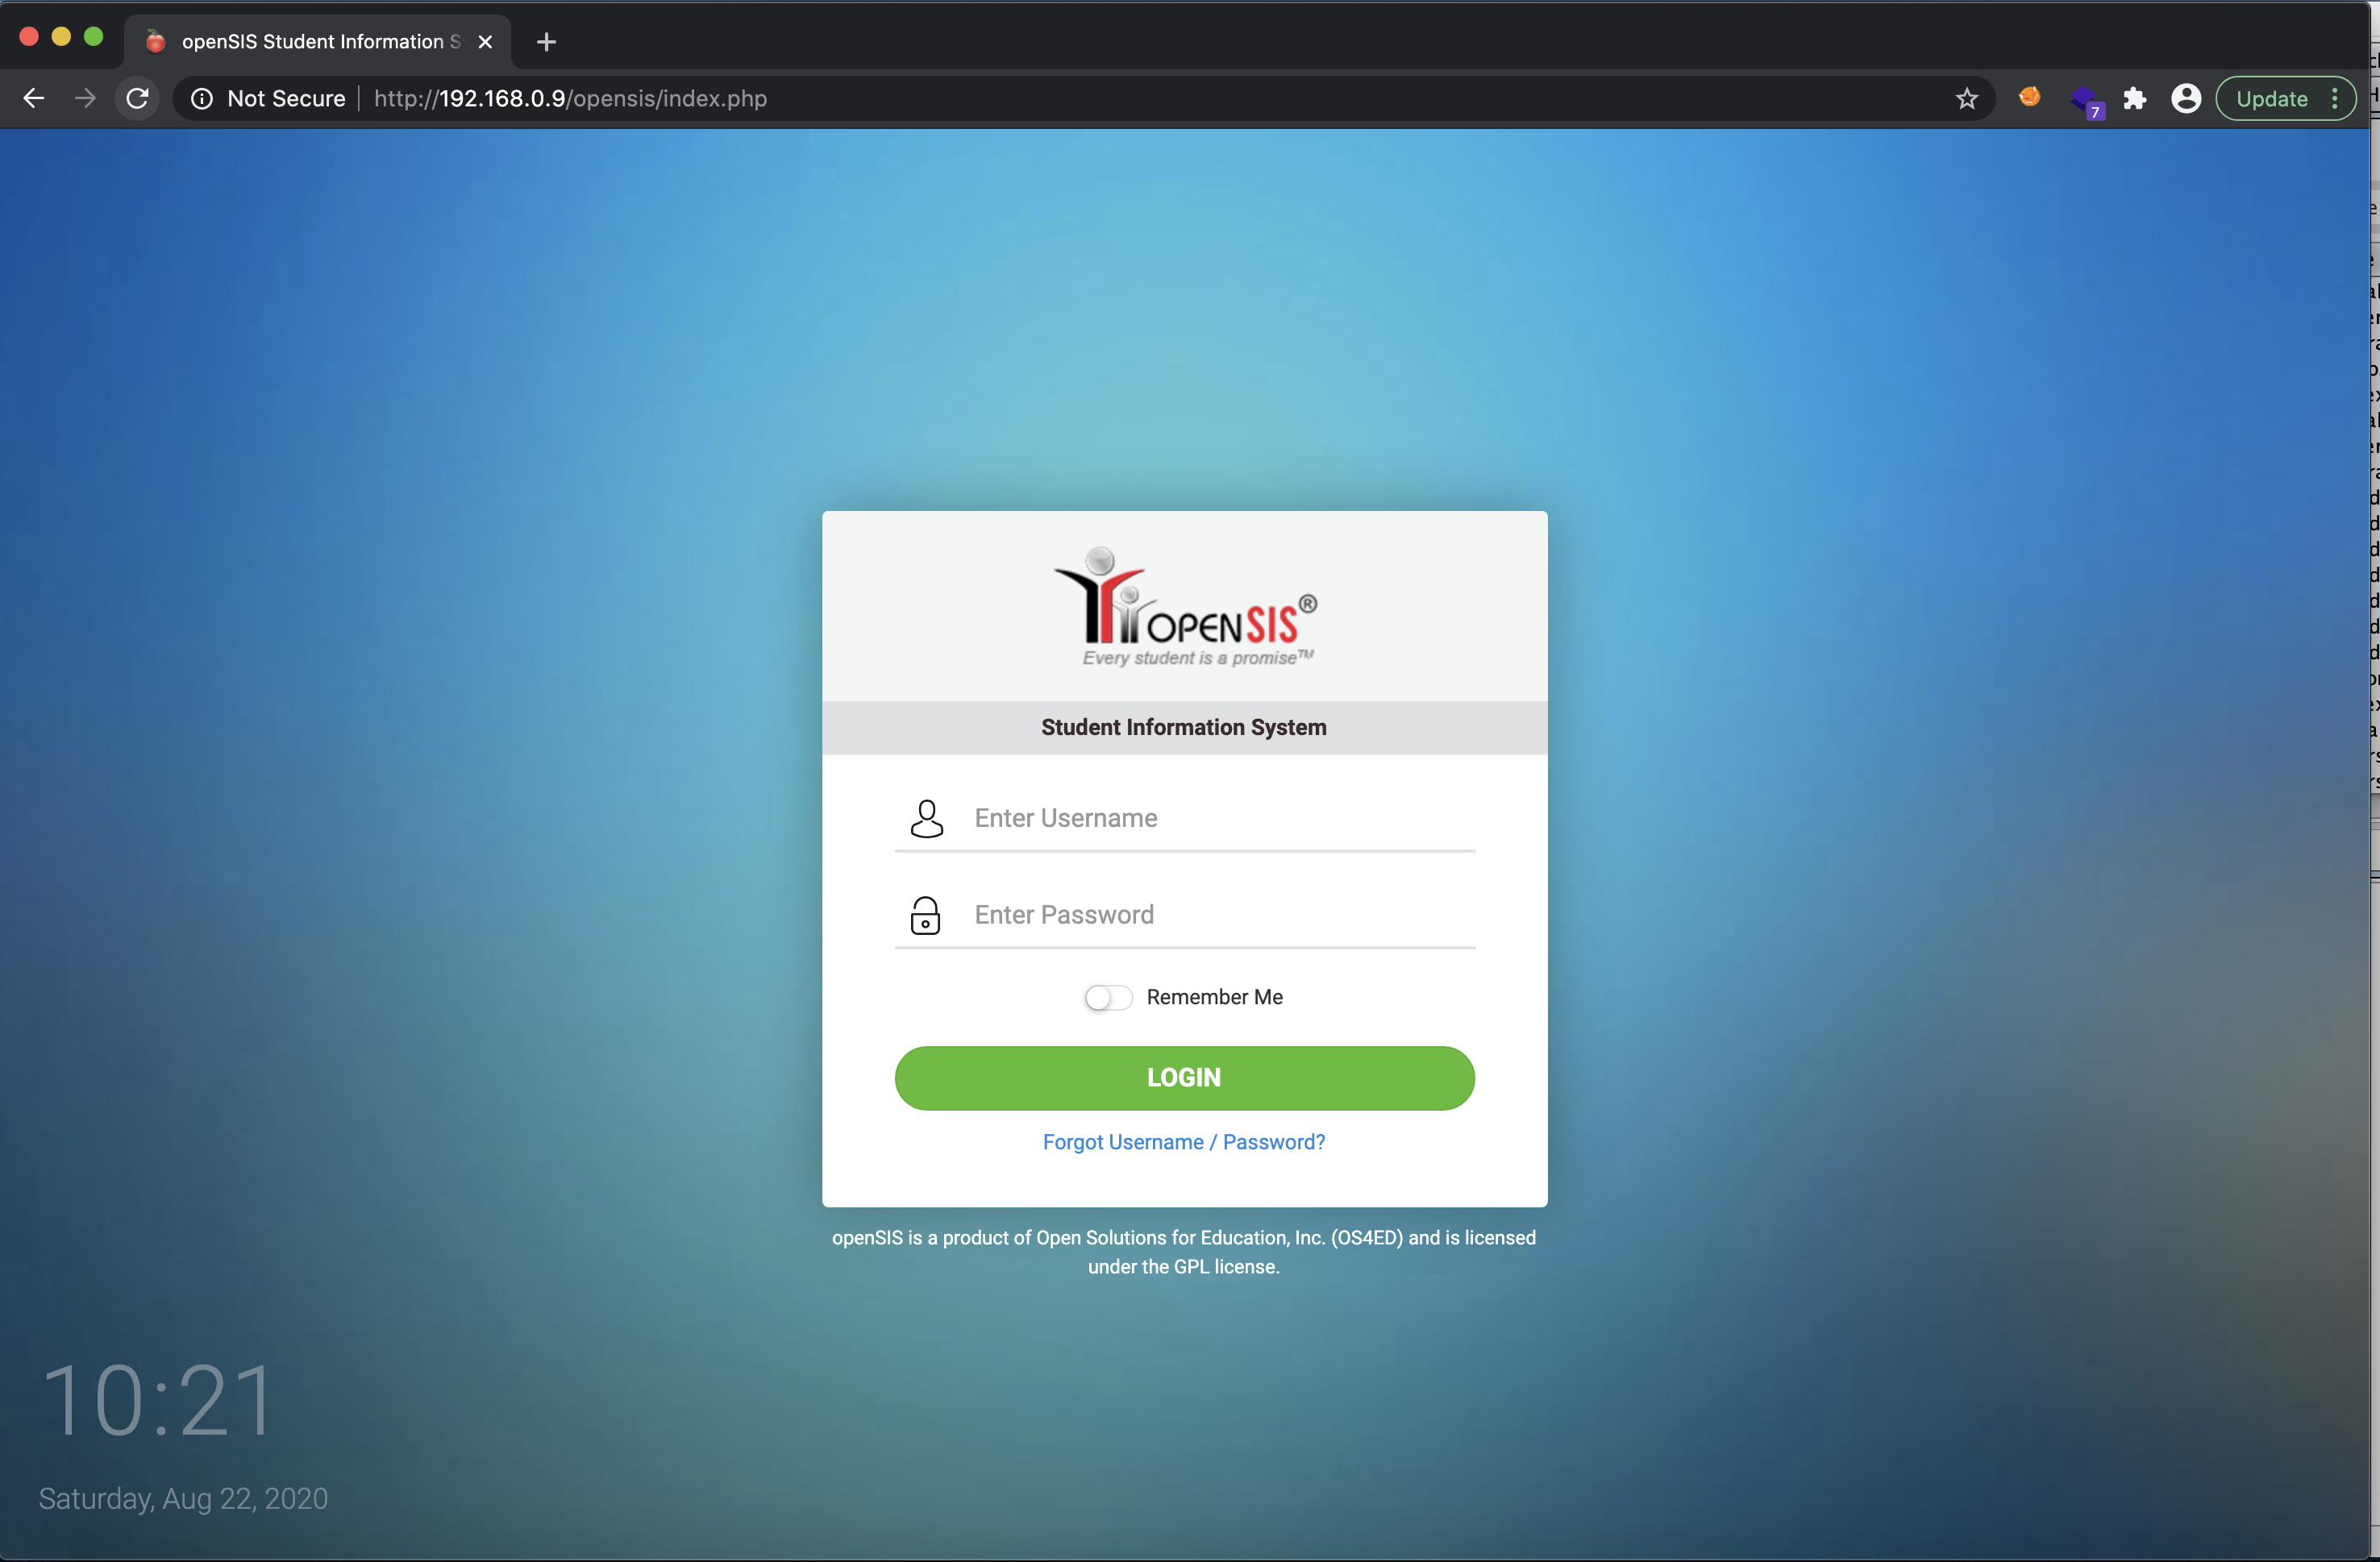 openSIS Student Information S
Not Secure http://192.168.0.9/opensis/index.php
7
Update
OPENSIS®
Every student is a promise™
Student Information System
Enter Username
Enter Password
Remember Me
LOGIN
Forgot Username / Password?
openSIS is a product of Open Solutions for Education, Inc. (OS4ED) and is licensed
under the GPL license.
10:21
Saturday, Aug 22, 2020